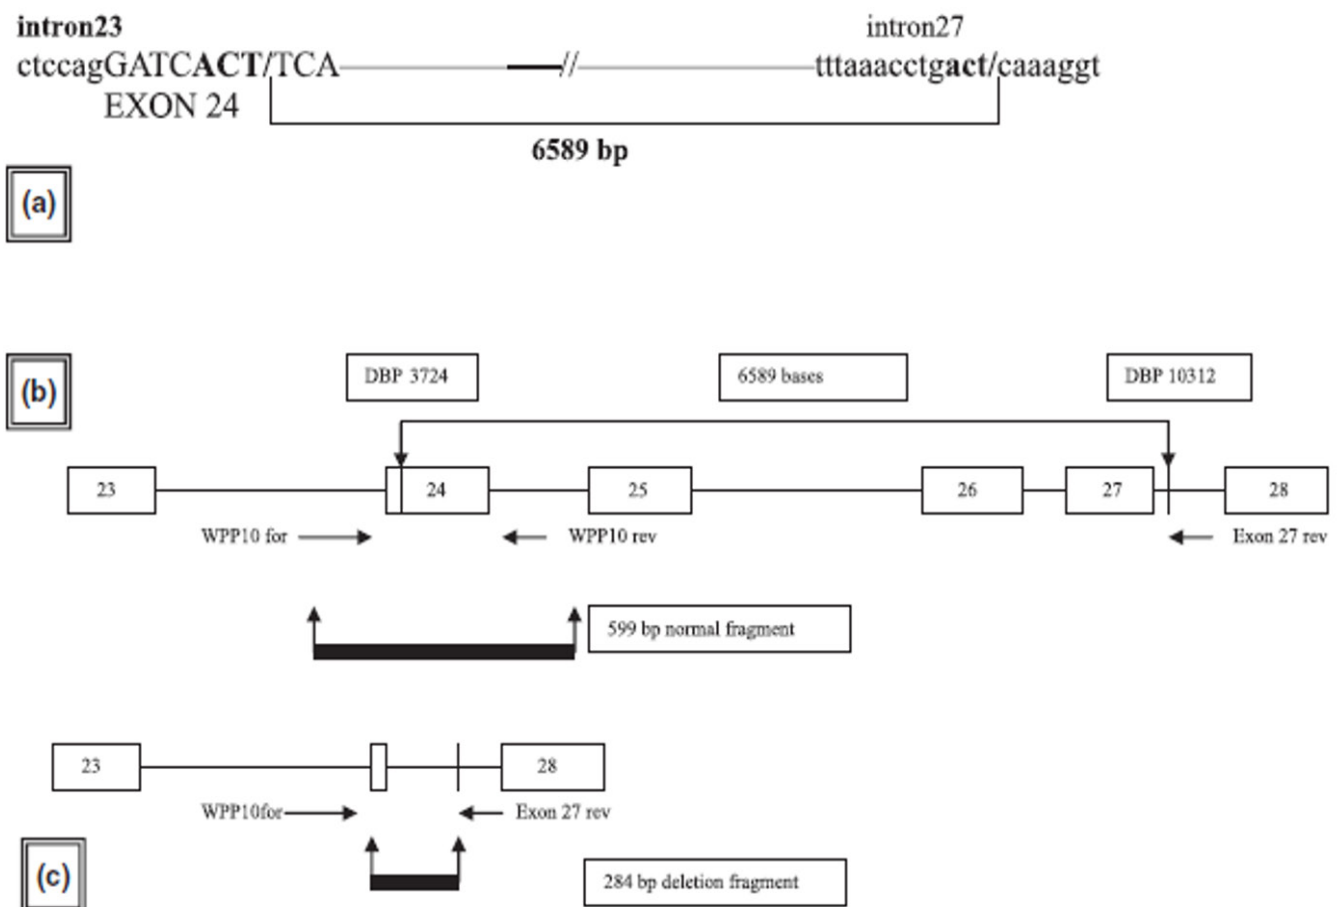 intron23 intron27
ctccagGATCACT/TCA // tttaaacctgact/caaaggt
EXON 24
6589 bp
(a)
(b)
DBP 3724 6589 bases DBP 10312
23 24 25 26 27 28
WPP10 for WPP10 rev Exon 27 rev
599 bp normal fragment
23 28
WPP10for Exon 27 rev
(c)
284 bp deletion fragment